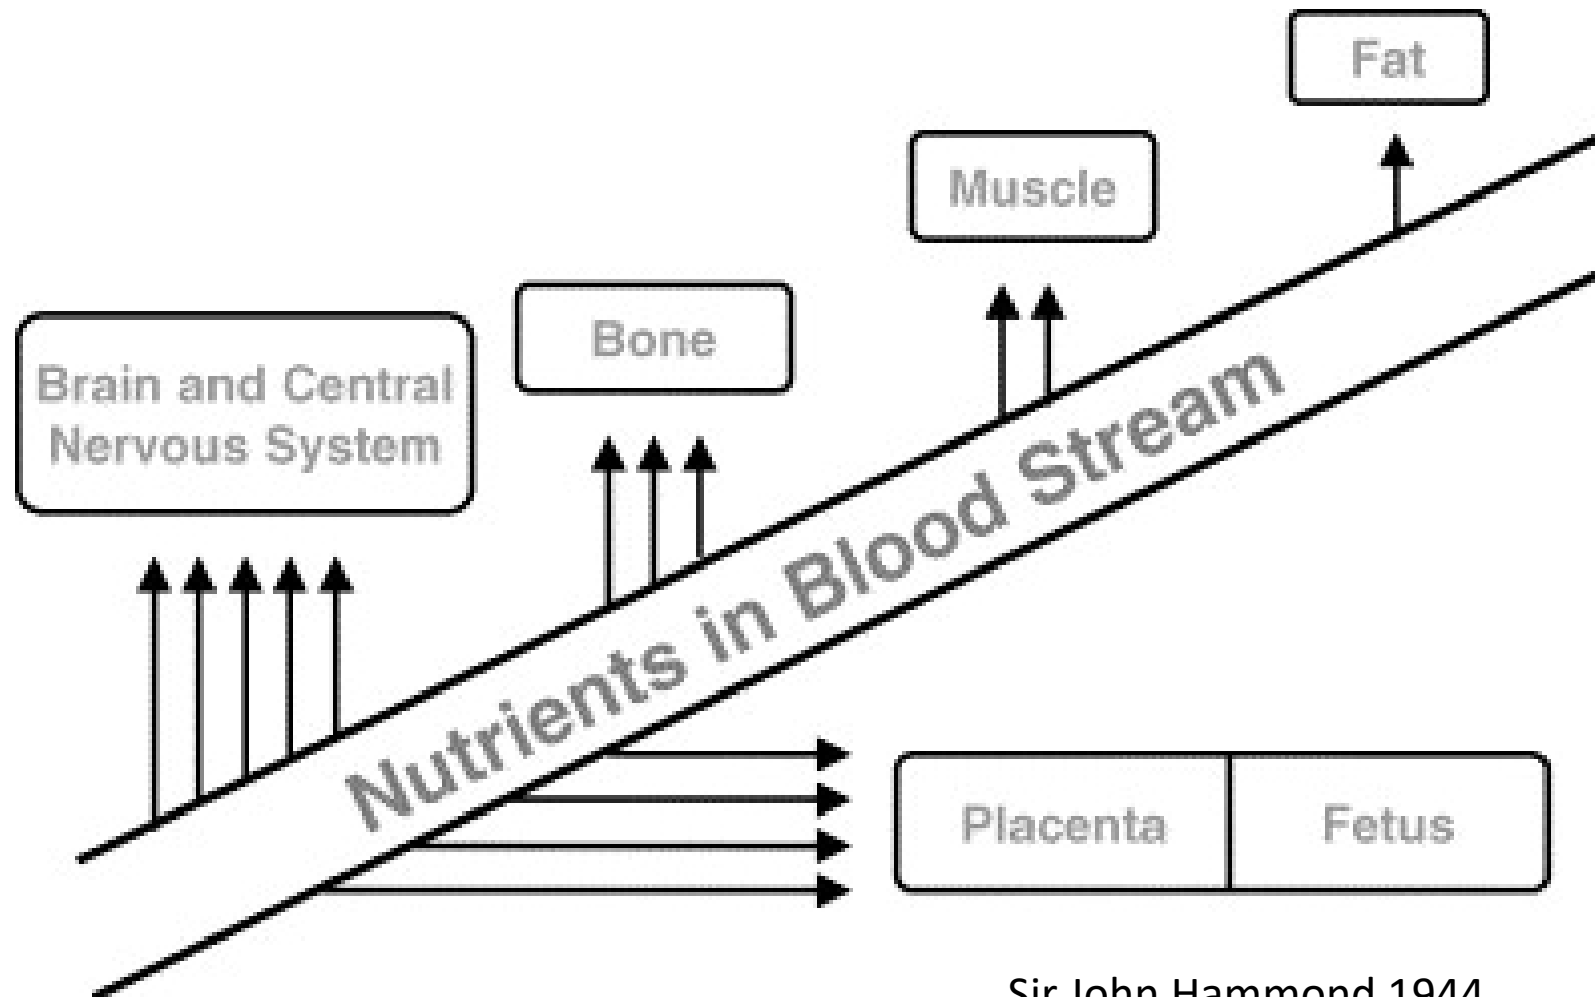 Fat
Muscle
Bone
Brain and Central
Nervous System
Nutrients in Blood Stream
Placenta
Fetus
Sir John Hammond 1944